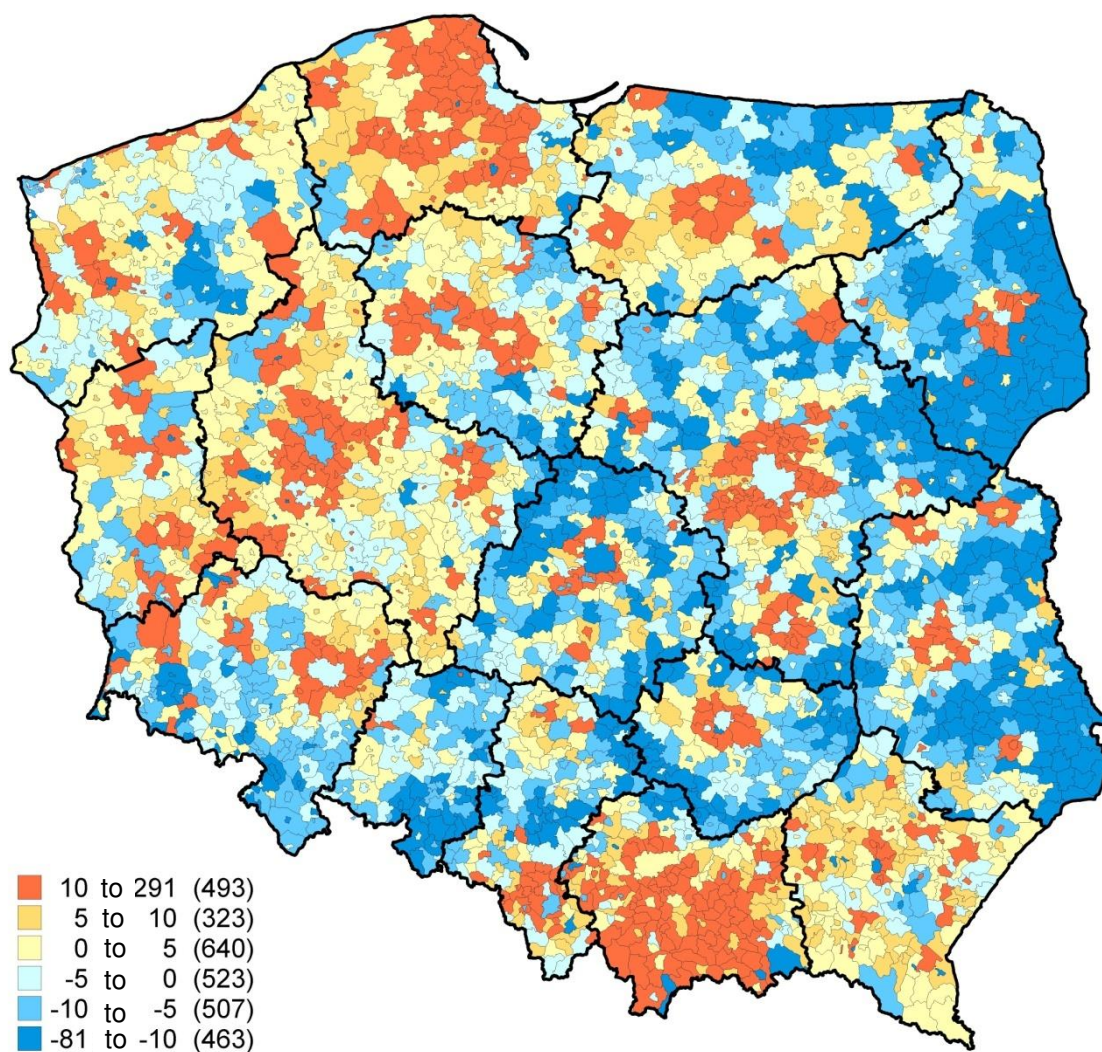 10 to 291 (493)
5 to 10 (323)
0 to 5 (640)
-5 to 0 (523)
-10 to -5 (507)
-81 to -10 (463)